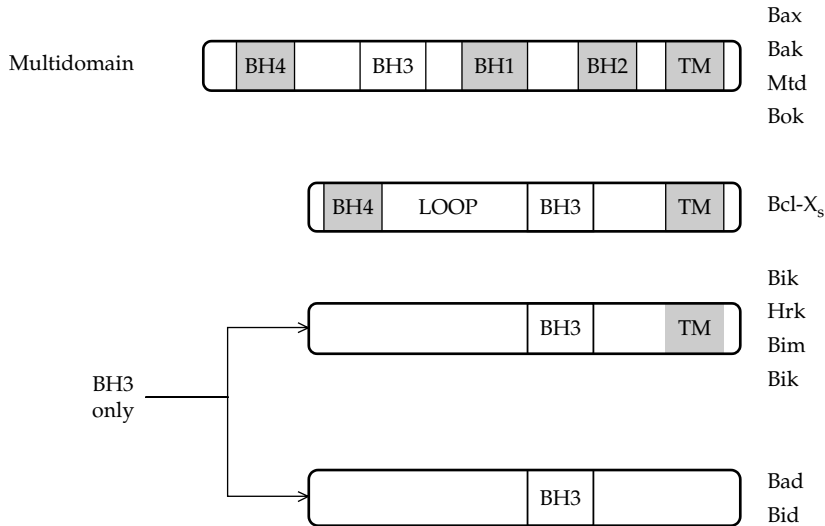 Bax
Multidomain BH4 BH3 BH1 BH2 TM Bak
Mtd
Bok
BH4 LOOP BH3 TM Bcl-Xs
Bik
BH3 TM Hrk
Bim
BH3 only
Bik
BH3 Bad
Bid